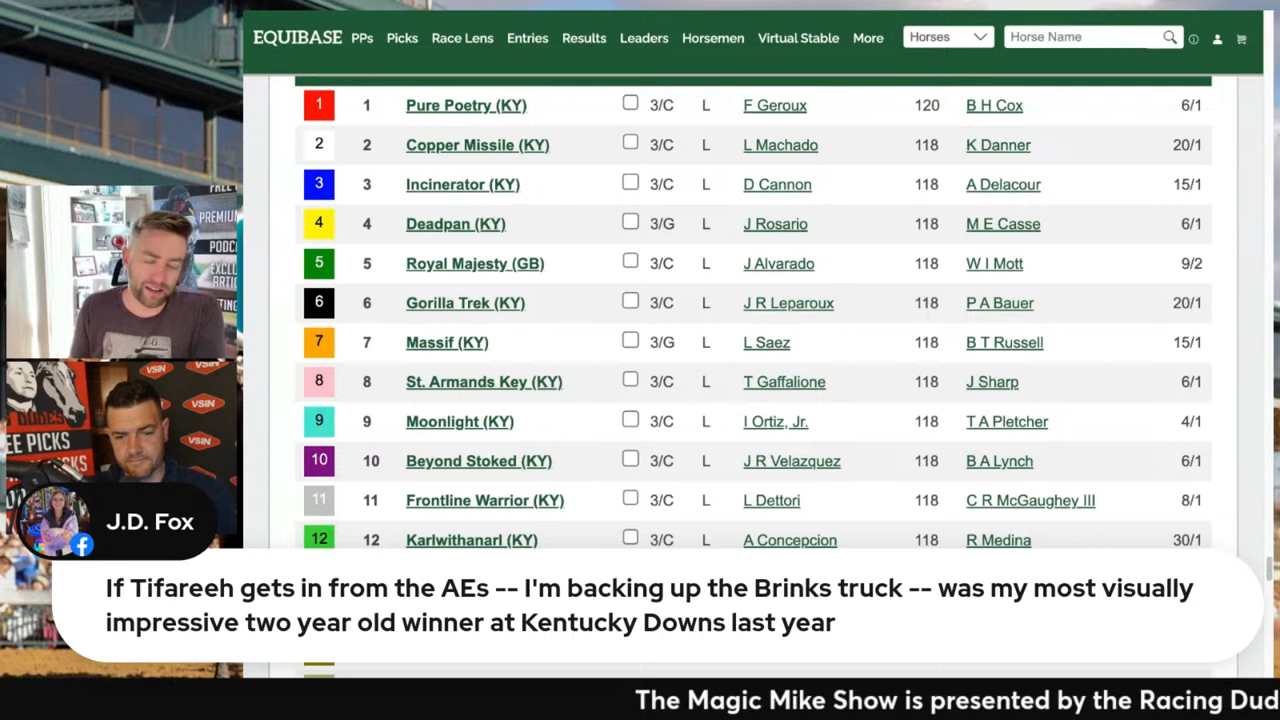 EQUIBASE PPs Picks Race Lens Entries Results Leaders Horsemen Virtual Stable More Horses Horse Name
1 1 Pure Poetry (KY) 3/C L F Geroux 120 B H Cox 6/1
2 2 Copper Missile (KY) 3/C L L Machado 118 K Danner 20/1
3 3 Incinerator (KY) 3/C L D Cannon 118 A Delacour 15/1
4 4 Deadpan (KY) 3/G L J Rosario 118 M E Casse 6/1
5 5 Royal Majesty (GB) 3/C L J Alvarado 118 W I Mott 9/2
6 6 Gorilla Trek (KY) 3/C L J R Leparoux 118 P A Bauer 20/1
7 7 Massif (KY) 3/G L L Saez 118 B T Russell 15/1
8 8 St. Armands Key (KY) 3/C L T Gaffalione 118 J Sharp 6/1
9 9 Moonlight (KY) 3/C L I Ortiz, Jr. 118 T A Pletcher 4/1
10 10 Beyond Stoked (KY) 3/C L J R Velazquez 118 B A Lynch 6/1
11 11 Frontline Warrior (KY) 3/C L L Dettori 118 C R McGaughey III 8/1
12 12 Karlwithanarl (KY) 3/C L A Concepcion 118 R Medina 30/1
PREMIUM
PODC
EXCLU
ARTIC
VSiN
VSiN
VSiN
EE PICKS
J.D. Fox
If Tifareeh gets in from the AEs -- I'm backing up the Brinks truck -- was my most visually
impressive two year old winner at Kentucky Downs last year
The Magic Mike Show is presented by the Racing Dud